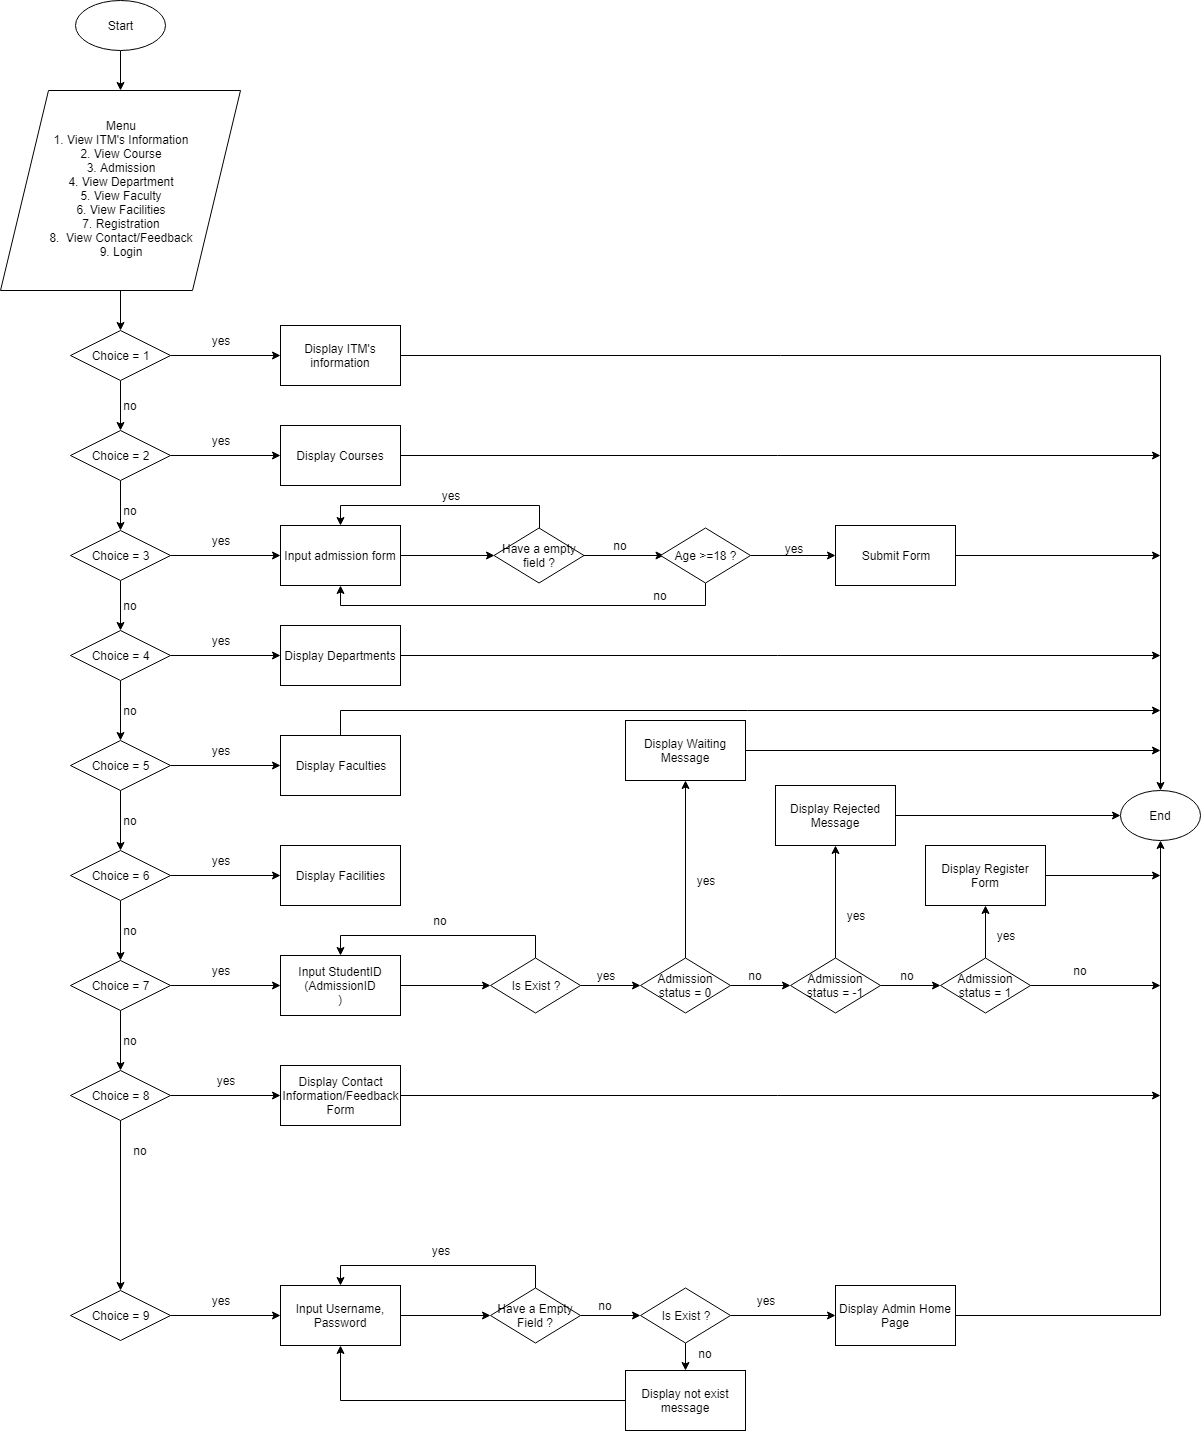 Start
Menu
1. View ITM's Information
2. View Course
3. Admission
4. View Department
5. View Faculty
6. View Facilities
7. Registration
8. View Contact/Feedback
9. Login
Choice = 1
yes
Display ITM's
information
no
Choice = 2
yes
Display Courses
no
Choice = 3
yes
Input admission form
yes
Have a empty
field ?
no
Age >=18 ?
yes
Submit Form
no
no
Choice = 4
yes
Display Departments
no
Choice = 5
yes
Display Faculties
Display Waiting
Message
Display Rejected
Message
End
no
Choice = 6
yes
Display Facilities
yes
Display Register
Form
yes
yes
no
no
Choice = 7
yes
Input StudentID
(AdmissionID
)
Is Exist ?
yes
Admission
status = 0
no
Admission
status = -1
no
Admission
status = 1
no
no
Choice = 8
yes
Display Contact
Information/Feedback
Form
no
yes
Choice = 9
yes
Input Username,
Password
Have a Empty
Field ?
no
Is Exist ?
yes
Display Admin Home
Page
no
Display not exist
message